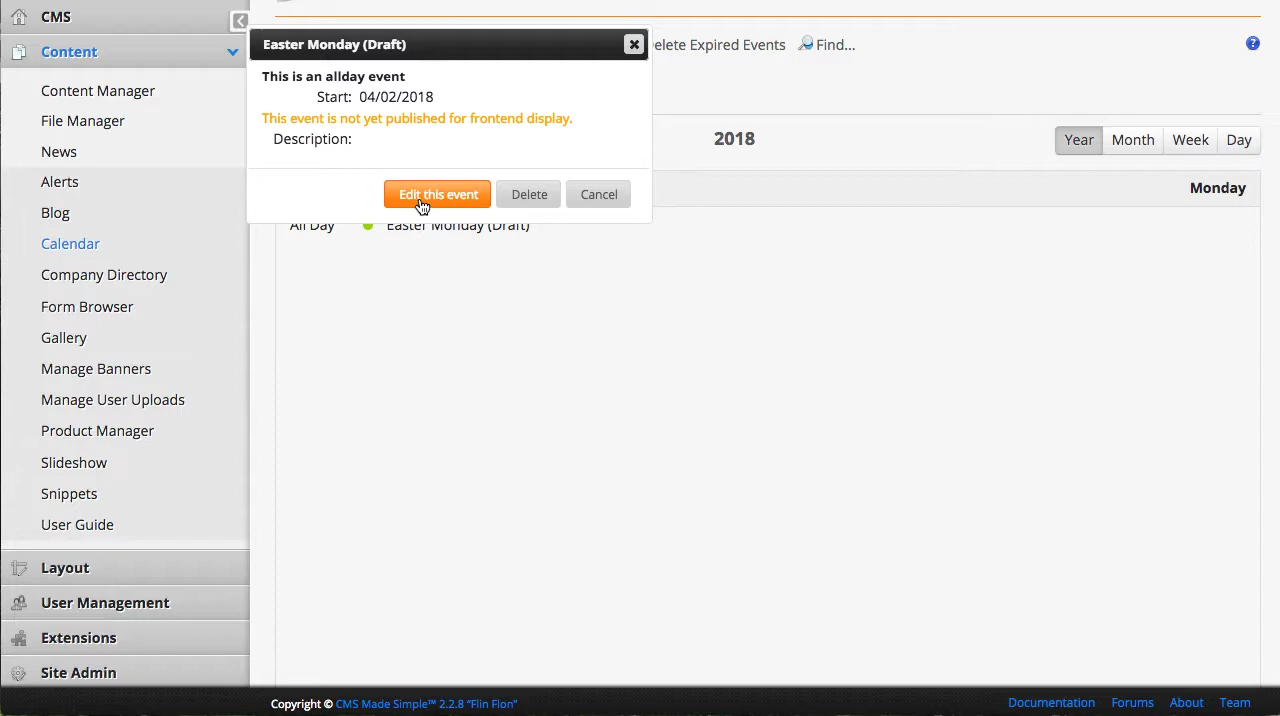 CMS
Content
Content Manager
File Manager
News
Alerts
Blog
Calendar
Company Directory
Form Browser
Gallery
Manage Banners
Manage User Uploads
Product Manager
Slideshow
Snippets
User Guide
Layout
User Management
Extensions
Site Admin
Easter Monday (Draft)
This is an allday event
Start: 04/02/2018
This event is not yet published for frontend display.
Description:
Edit this event Delete Cancel
elete Expired Events Find...
2018
Year Month Week Day
Monday
All Day Easter Monday (Draft)
Copyright © CMS Made Simple™ 2.2.8 "Flin Flon"
Documentation Forums About Team